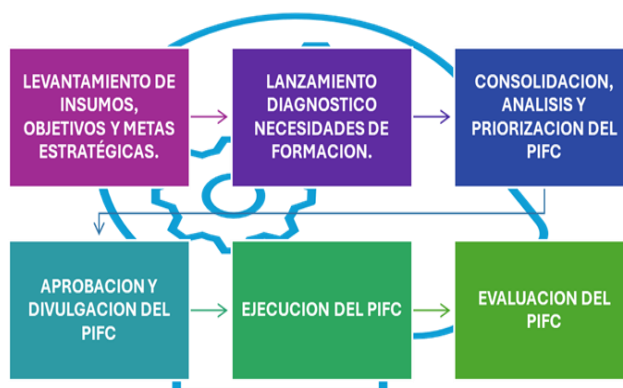 LEVANTAMIENTO DE
INSUMOS,
OBJETIVOS Y METAS
ESTRATÉGICAS.
LANZAMIENTO
DIAGNOSTICO
NECESIDADES DE
FORMACION.
CONSOLIDACION,
ANALISIS Y
PRIORIZACION DEL
PIFC
APROBACION Y
DIVULGACION DEL
PIFC
EJECUCION DEL PIFC
EVALUACION DEL
PIFC